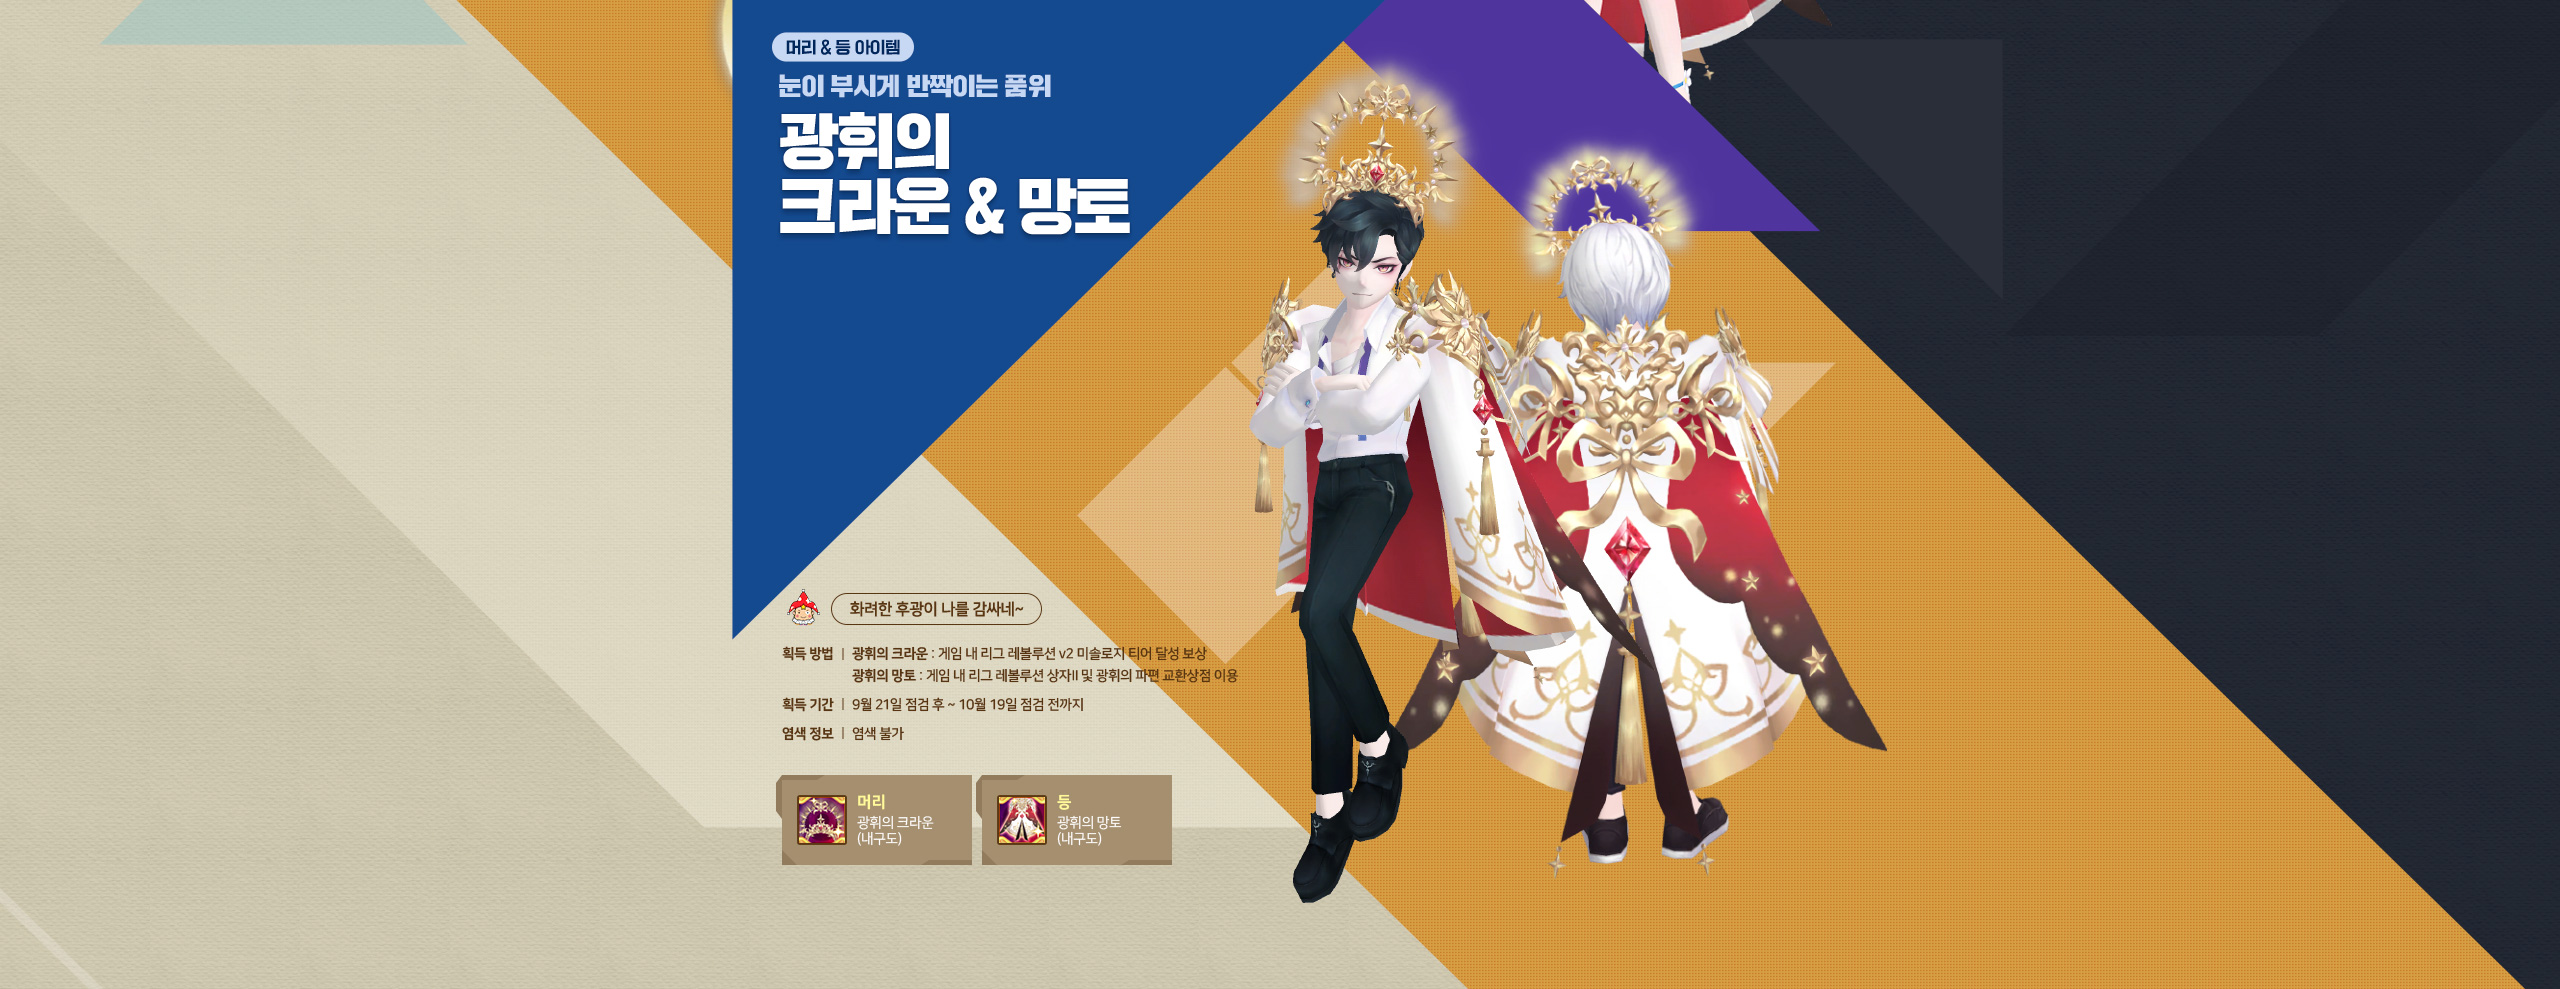 머리 & 등 아이템
눈이 부시게 반짝이는 품위
광휘의
크라운 & 망토
화려한 후광이 나를 감싸네~
획득 방법 | 광휘의 크라운 : 게임 내 리그 레볼루션 v2 미솔로지 티어 달성 보상
광휘의 망토 : 게임 내 리그 레볼루션 상자II 및 광휘의 파편 교환상점 이용
획득 기간 | 9월 21일 점검 후 ~ 10월 19일 점검 전까지
염색 정보 | 염색 불가
머리
광휘의 크라운
(내구도)
등
광휘의 망토
(내구도)